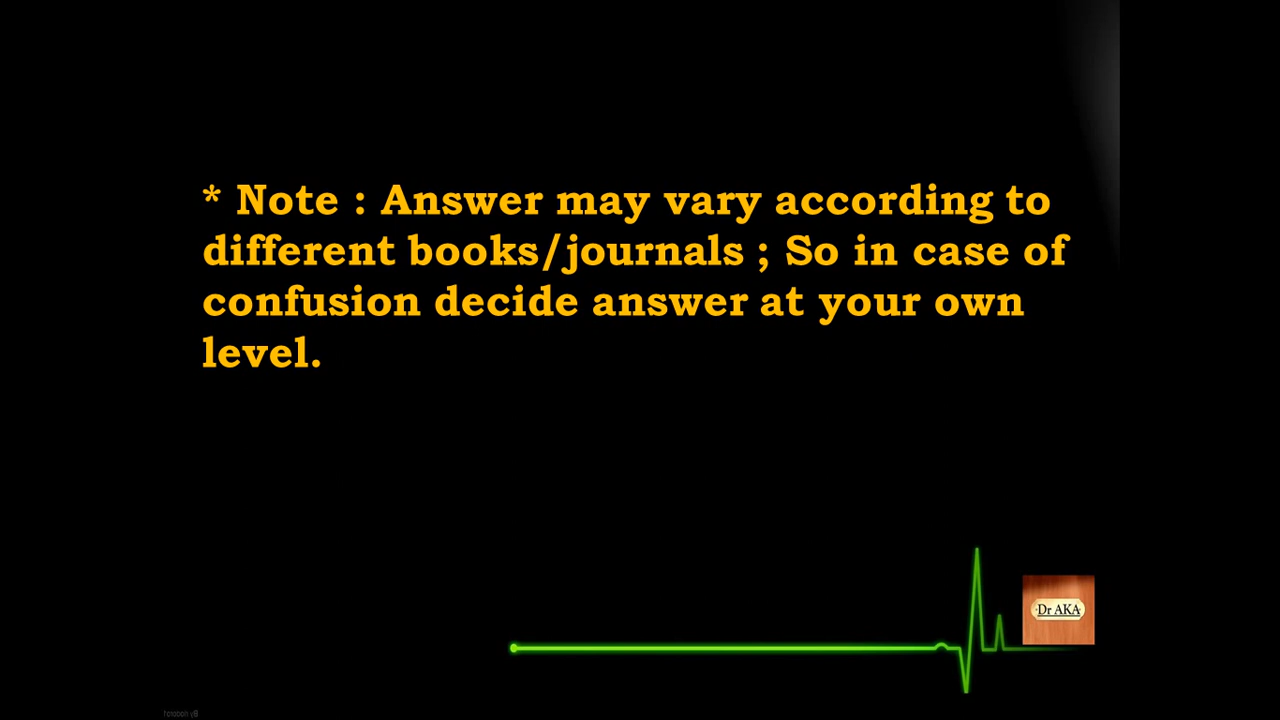 * Note : Answer may vary according to
different books/journals ; So in case of
confusion decide answer at your own
level.
Dr AKA